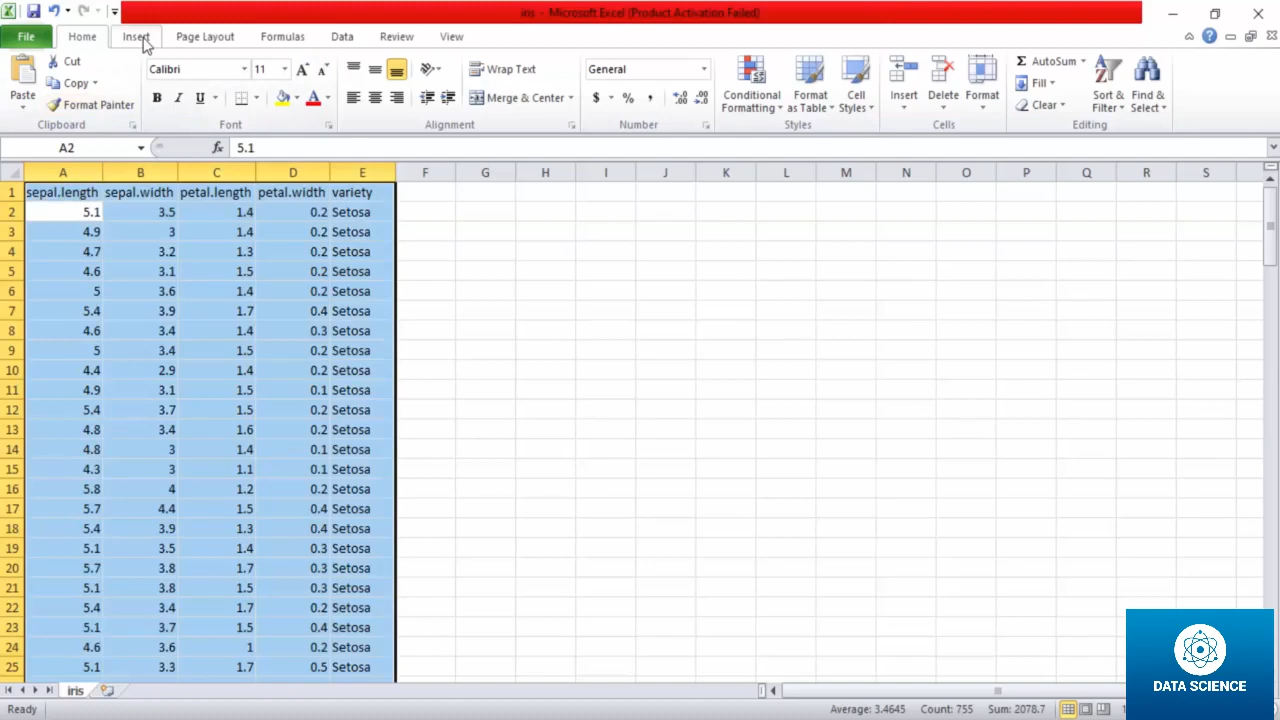 iris - Microsoft Excel (Product Activation Failed)
File Home Insert Page Layout Formulas Data Review View
Paste Cut Copy Format Painter Clipboard
Calibri 11 A A B I U A Font
Wrap Text Merge & Center Alignment
General $ % , Number
Conditional Formatting Format as Table Cell Styles Styles
Insert Delete Format Cells
Σ AutoSum Fill Clear Sort & Filter Find & Select Editing
A2 fx 5.1
A B C D E F G H I J K L M N O P Q R S
1 sepal.length sepal.width petal.length petal.width variety
2 5.1 3.5 1.4 0.2 Setosa
3 4.9 3 1.4 0.2 Setosa
4 4.7 3.2 1.3 0.2 Setosa
5 4.6 3.1 1.5 0.2 Setosa
6 5 3.6 1.4 0.2 Setosa
7 5.4 3.9 1.7 0.4 Setosa
8 4.6 3.4 1.4 0.3 Setosa
9 5 3.4 1.5 0.2 Setosa
10 4.4 2.9 1.4 0.2 Setosa
11 4.9 3.1 1.5 0.1 Setosa
12 5.4 3.7 1.5 0.2 Setosa
13 4.8 3.4 1.6 0.2 Setosa
14 4.8 3 1.4 0.1 Setosa
15 4.3 3 1.1 0.1 Setosa
16 5.8 4 1.2 0.2 Setosa
17 5.7 4.4 1.5 0.4 Setosa
18 5.4 3.9 1.3 0.4 Setosa
19 5.1 3.5 1.4 0.3 Setosa
20 5.7 3.8 1.7 0.3 Setosa
21 5.1 3.8 1.5 0.3 Setosa
22 5.4 3.4 1.7 0.2 Setosa
23 5.1 3.7 1.5 0.4 Setosa
24 4.6 3.6 1 0.2 Setosa
25 5.1 3.3 1.7 0.5 Setosa
DATA SCIENCE
iris
Ready Average: 3.4645 Count: 755 Sum: 2078.7